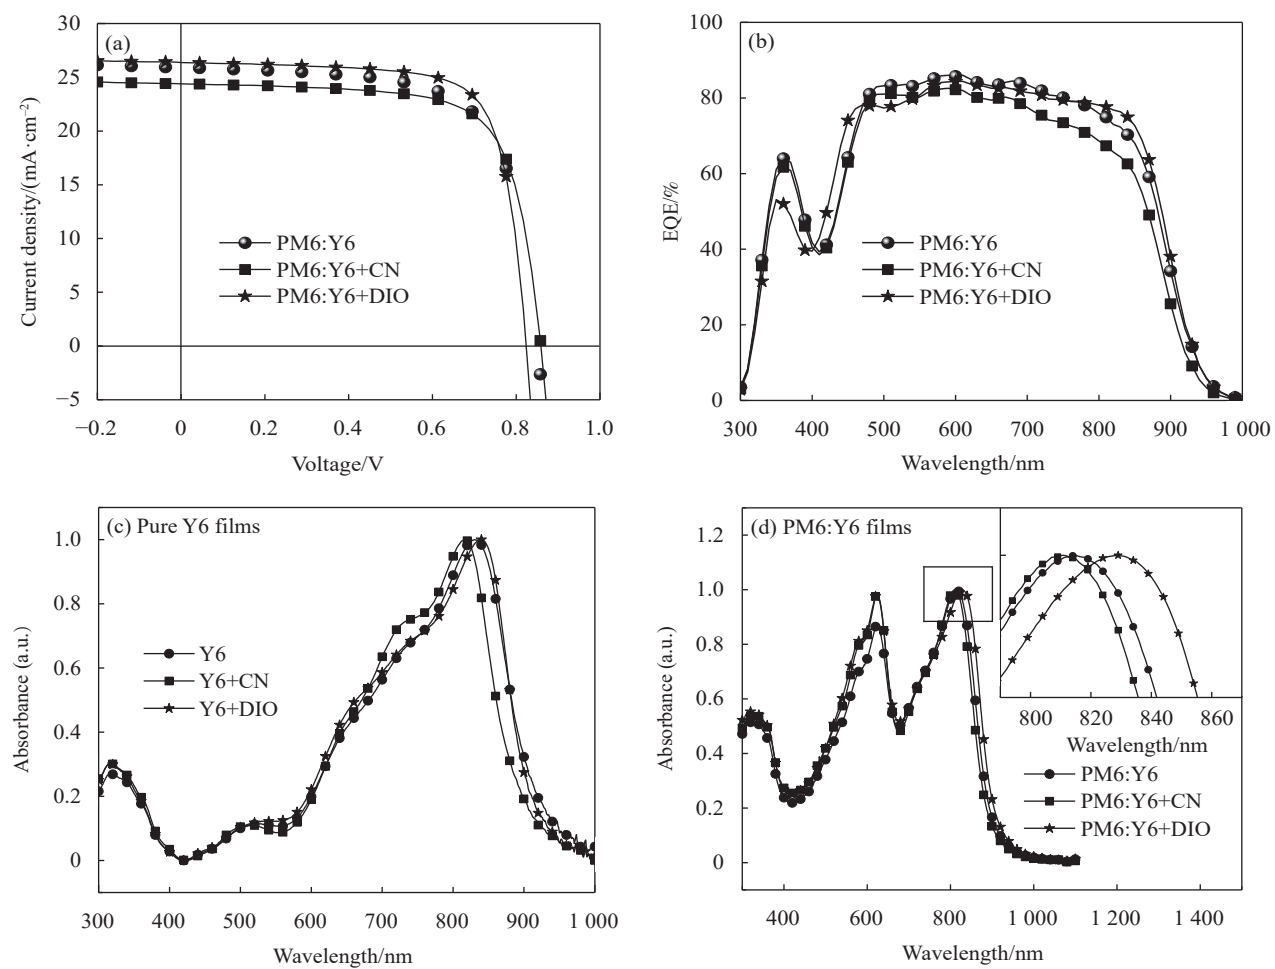 (a)
30
25
20
15
10
5
0
−5
Current density/(mA·cm⁻²)
PM6:Y6
PM6:Y6+CN
PM6:Y6+DIO
−0.2 0 0.2 0.4 0.6 0.8 1.0
Voltage/V
(b)
100
80
60
40
20
0
EQE/%
PM6:Y6
PM6:Y6+CN
PM6:Y6+DIO
300 400 500 600 700 800 900 1 000
Wavelength/nm
(c) Pure Y6 films
1.0
0.8
0.6
0.4
0.2
0
Absorbance (a.u.)
Y6
Y6+CN
Y6+DIO
300 400 500 600 700 800 900 1 000
Wavelength/nm
(d) PM6:Y6 films
1.2
1.0
0.8
0.6
0.4
0.2
0
Absorbance (a.u.)
800 820 840 860
Wavelength/nm
PM6:Y6
PM6:Y6+CN
PM6:Y6+DIO
400 600 800 1 000 1 200 1 400
Wavelength/nm